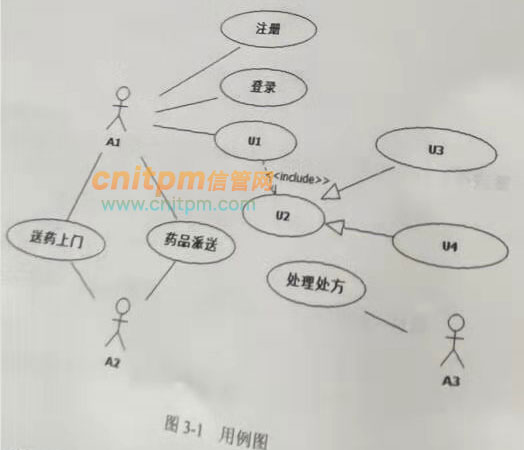 注册
登录
A1
U1
U3
<<include>>
cnitpm信管网
www.cnitpm.com
U2
送药上门
药品派送
U4
处理处方
A2
A3
图 3-1 用例图